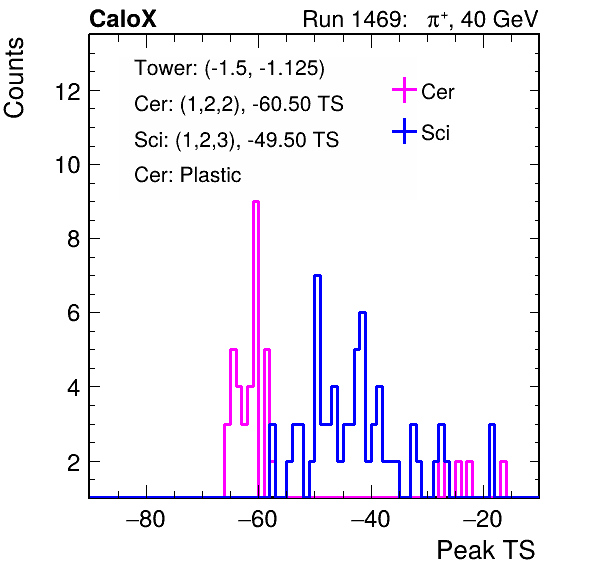 CaloX Run 1469: π⁺, 40 GeV
Counts
Tower: (-1.5, -1.125)
Cer: (1,2,2), -60.50 TS
Sci: (1,2,3), -49.50 TS
Cer: Plastic
Cer
Sci
12
10
8
6
4
2
−80 −60 −40 −20
Peak TS